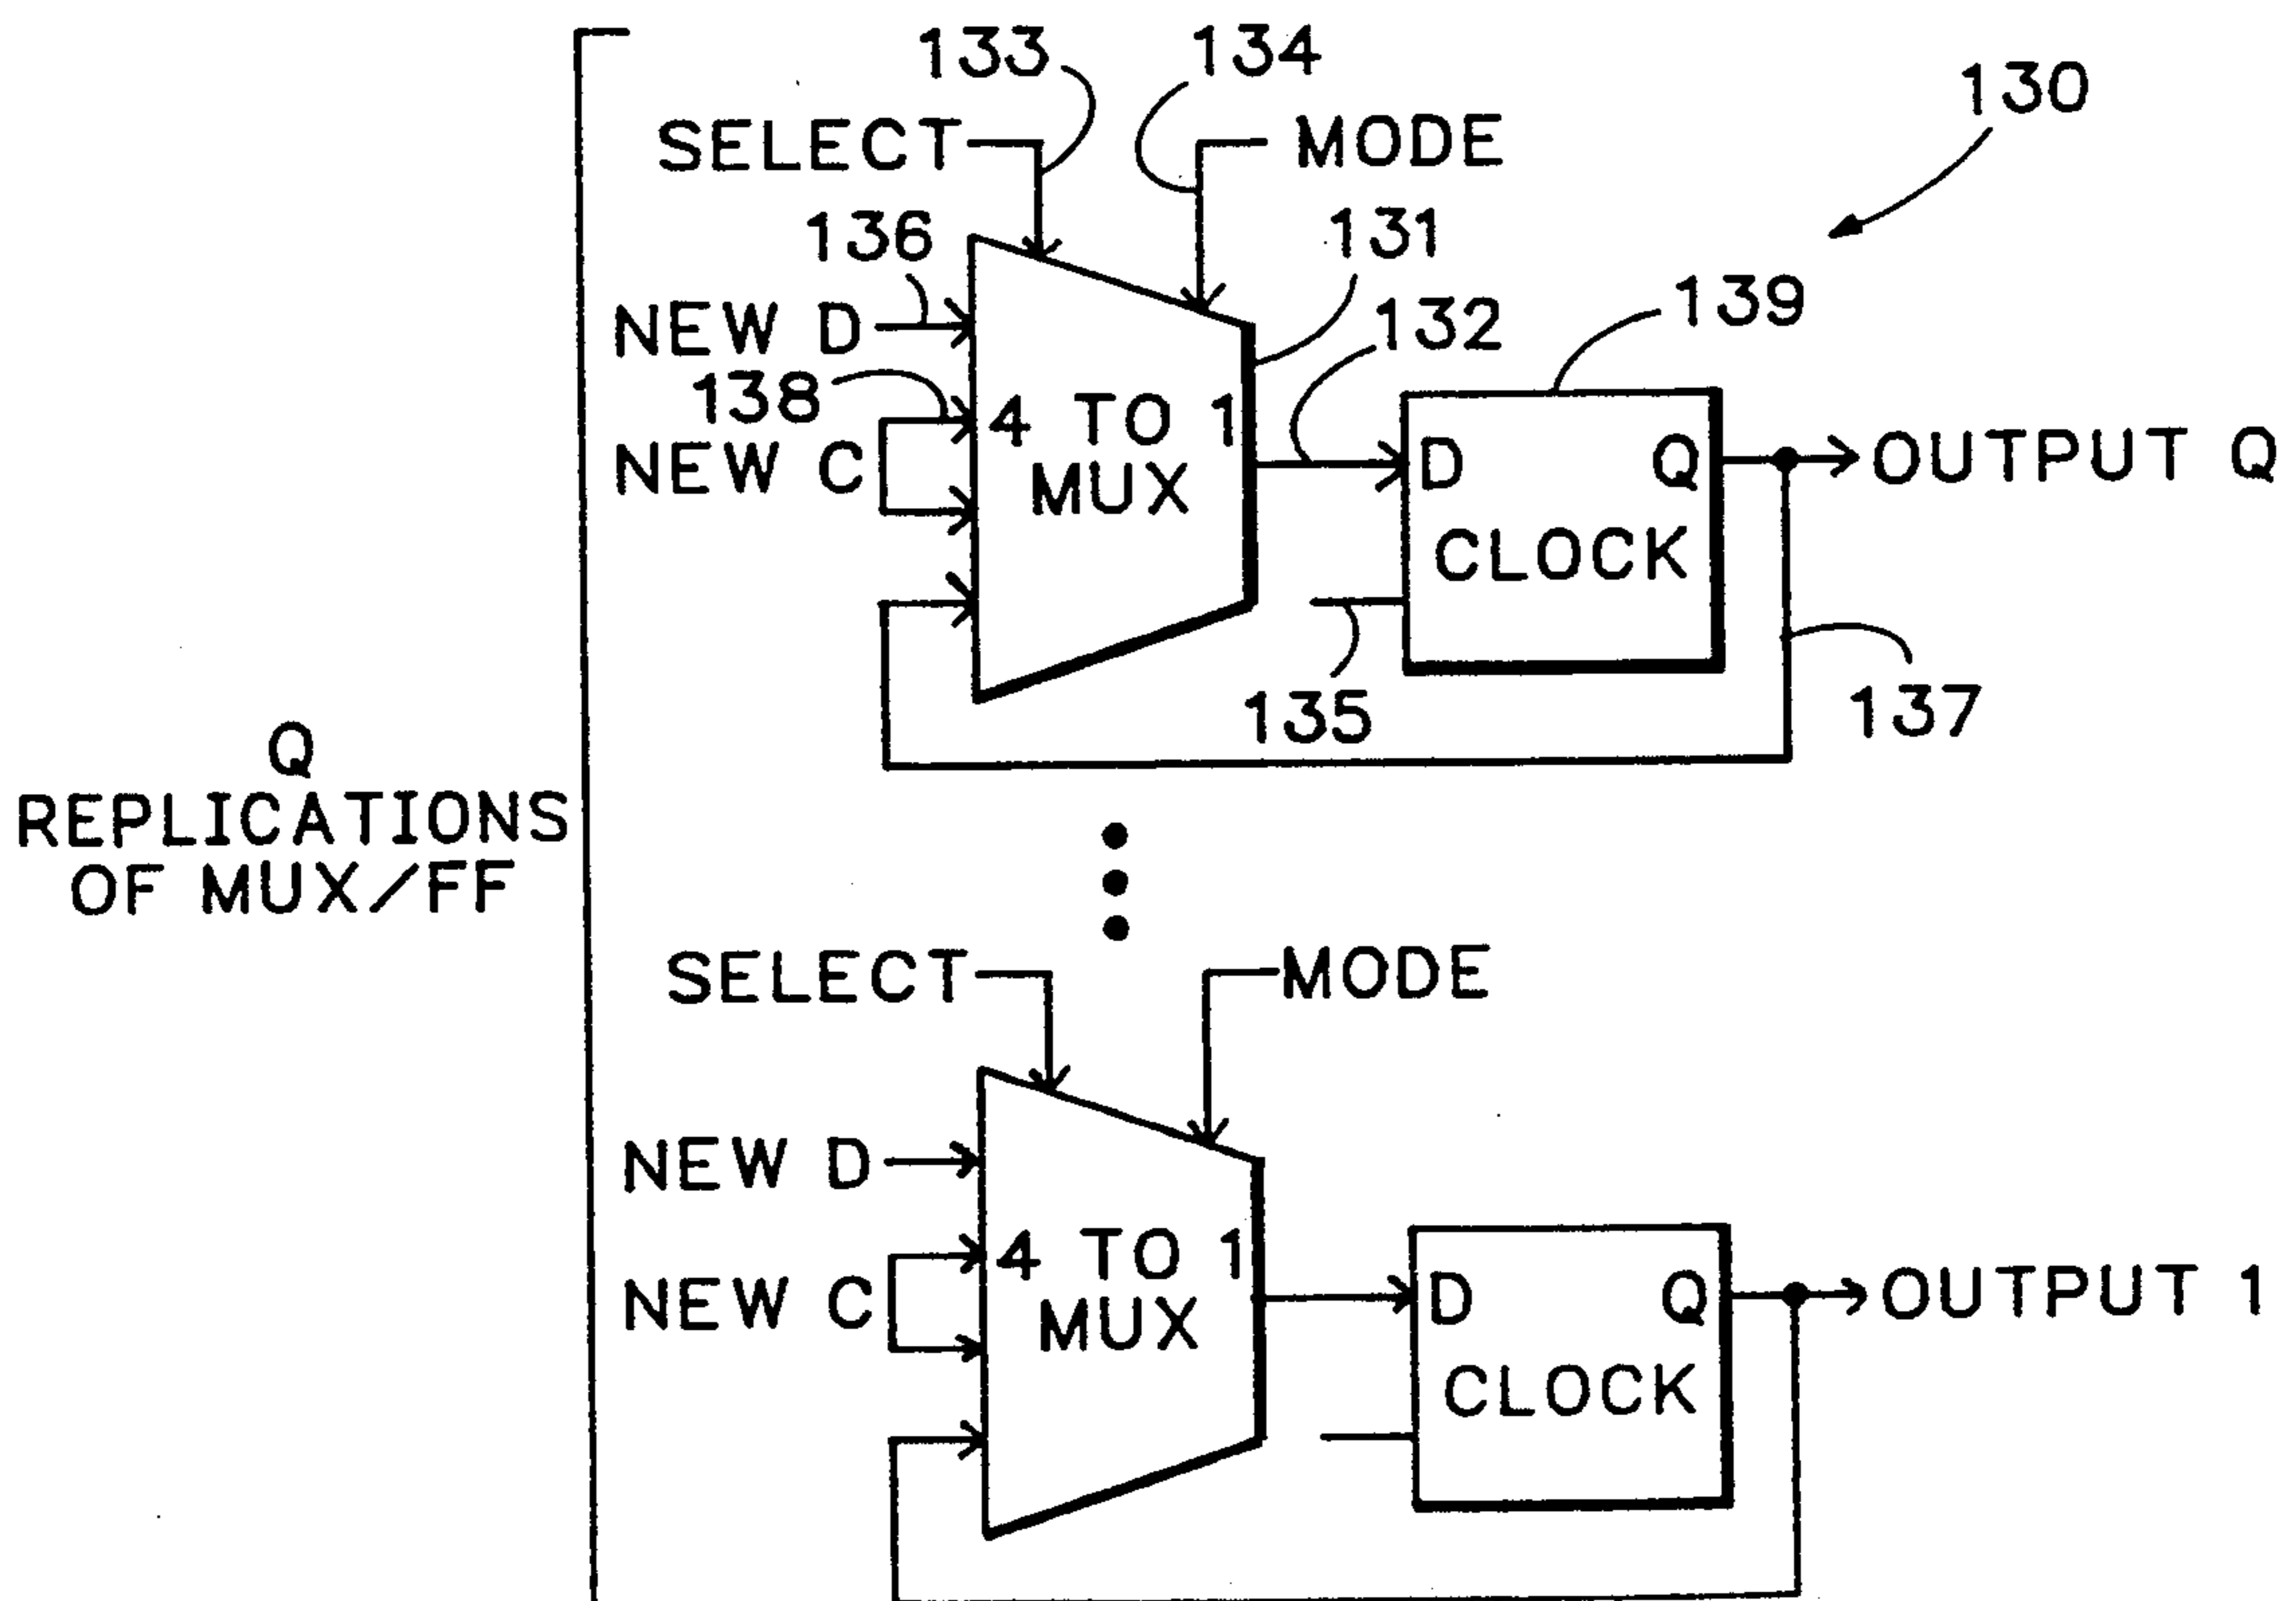 133
134
130
SELECT
MODE
136
131
NEW D
132
139
138
4 TO 1
MUX
NEW C
D
Q
OUTPUT Q
CLOCK
135
137
Q
REPLICATIONS
OF MUX/FF
SELECT
MODE
NEW D
4 TO 1
MUX
NEW C
D
Q
OUTPUT 1
CLOCK